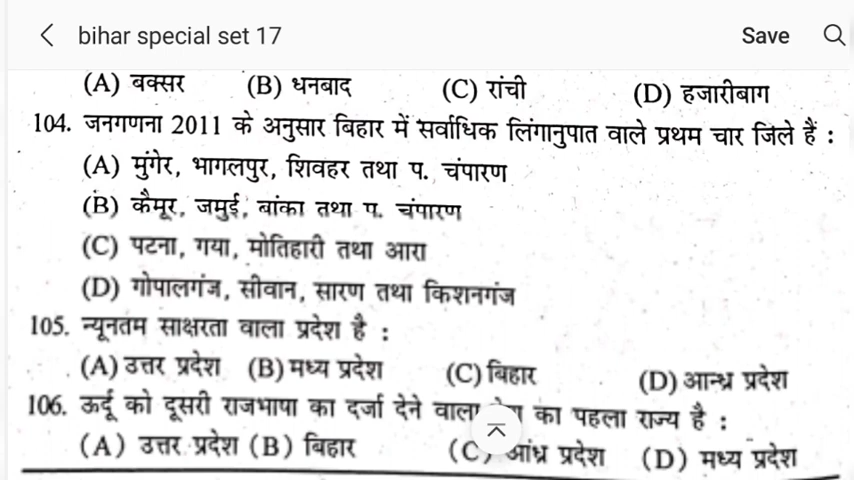 bihar special set 17 Save
(A) बक्सर (B) धनबाद (C) रांची (D) हजारीबाग
104. जनगणना 2011 के अनुसार बिहार में सर्वाधिक लिंगानुपात वाले प्रथम चार जिले हैं :
(A) मुंगेर, भागलपुर, शिवहर तथा प. चंपारण
(B) कैमूर, जमुई, बांका तथा प. चंपारण
(C) पटना, गया, मोतिहारी तथा आरा
(D) गोपालगंज, सीवान, सारण तथा किशनगंज
105. न्यूनतम साक्षरता वाला प्रदेश है :
(A) उत्तर प्रदेश (B) मध्य प्रदेश (C) बिहार (D) आन्ध्र प्रदेश
106. ऊर्दू को दूसरी राजभाषा का दर्जा देने वाला का पहला राज्य है :
(A) उत्तर प्रदेश (B) बिहार (C) आंध्र प्रदेश (D) मध्य प्रदेश